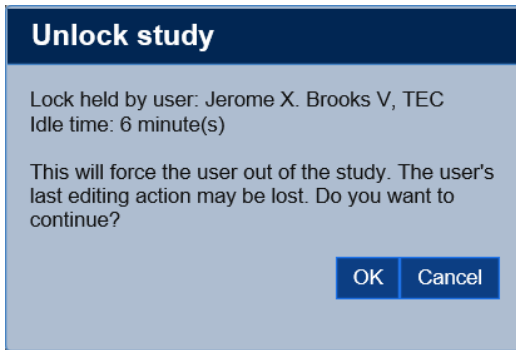 Unlock study
Lock held by user: Jerome X. Brooks V, TEC
Idle time: 6 minute(s)
This will force the user out of the study. The user's
last editing action may be lost. Do you want to
continue?
OK Cancel